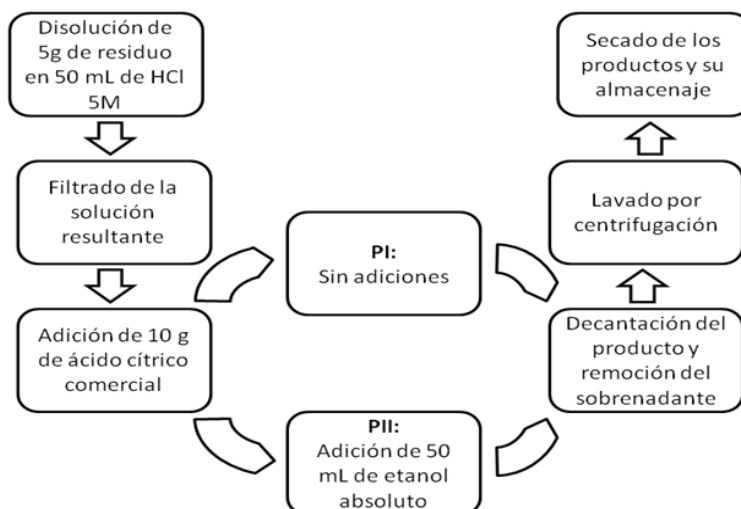 Disolución de
5g de residuo
en 50 mL de HCl
5M
Filtrado de la
solución
resultante
Adición de 10 g
de ácido cítrico
comercial
PI:
Sin adiciones
PII:
Adición de 50
mL de etanol
absoluto
Decantación del
producto y
remoción del
sobrenadante
Lavado por
centrifugación
Secado de los
productos y su
almacenaje